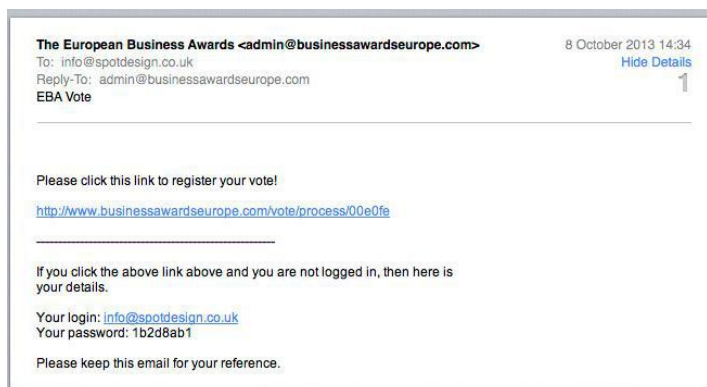 The European Business Awards <admin@businessawardseurope.com>
8 October 2013 14:34
To: info@spotdesign.co.uk
Hide Details
Reply-To: admin@businessawardseurope.com
1
EBA Vote
Please click this link to register your vote!
http://www.businessawardseurope.com/vote/process/00e0fe
If you click the above link above and you are not logged in, then here is
your details.
Your login: info@spotdesign.co.uk
Your password: 1b2d8ab1
Please keep this email for your reference.